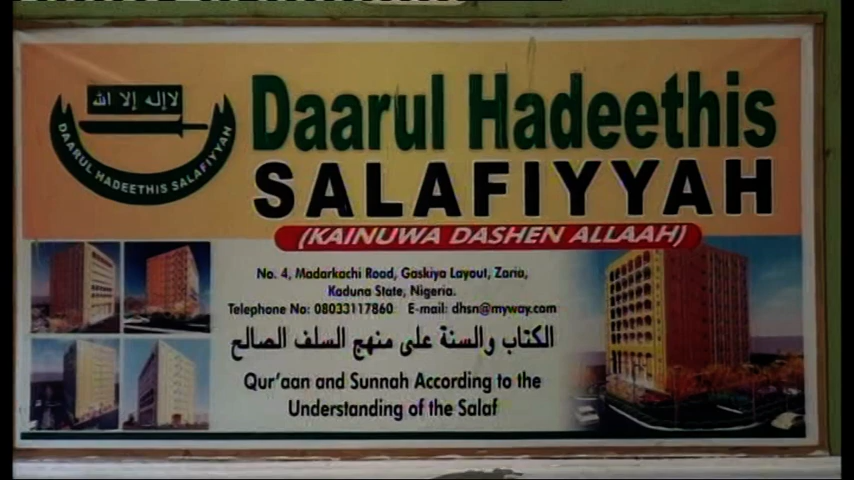 لا إله إلا الله
DAARUL HADEETHIS SALAFIYYAH
Daarul Hadeethis
SALAFIYYAH
(KAINUWA DASHEN ALLAAH)
No. 4, Madarkachi Road, Gaskiya Layout, Zaria,
Kaduna State, Nigeria.
Telephone No: 08033117860 E-mail: dhsn@myway.com
الكتاب والسنة على منهج السلف الصالح
Qur'aan and Sunnah According to the
Understanding of the Salaf